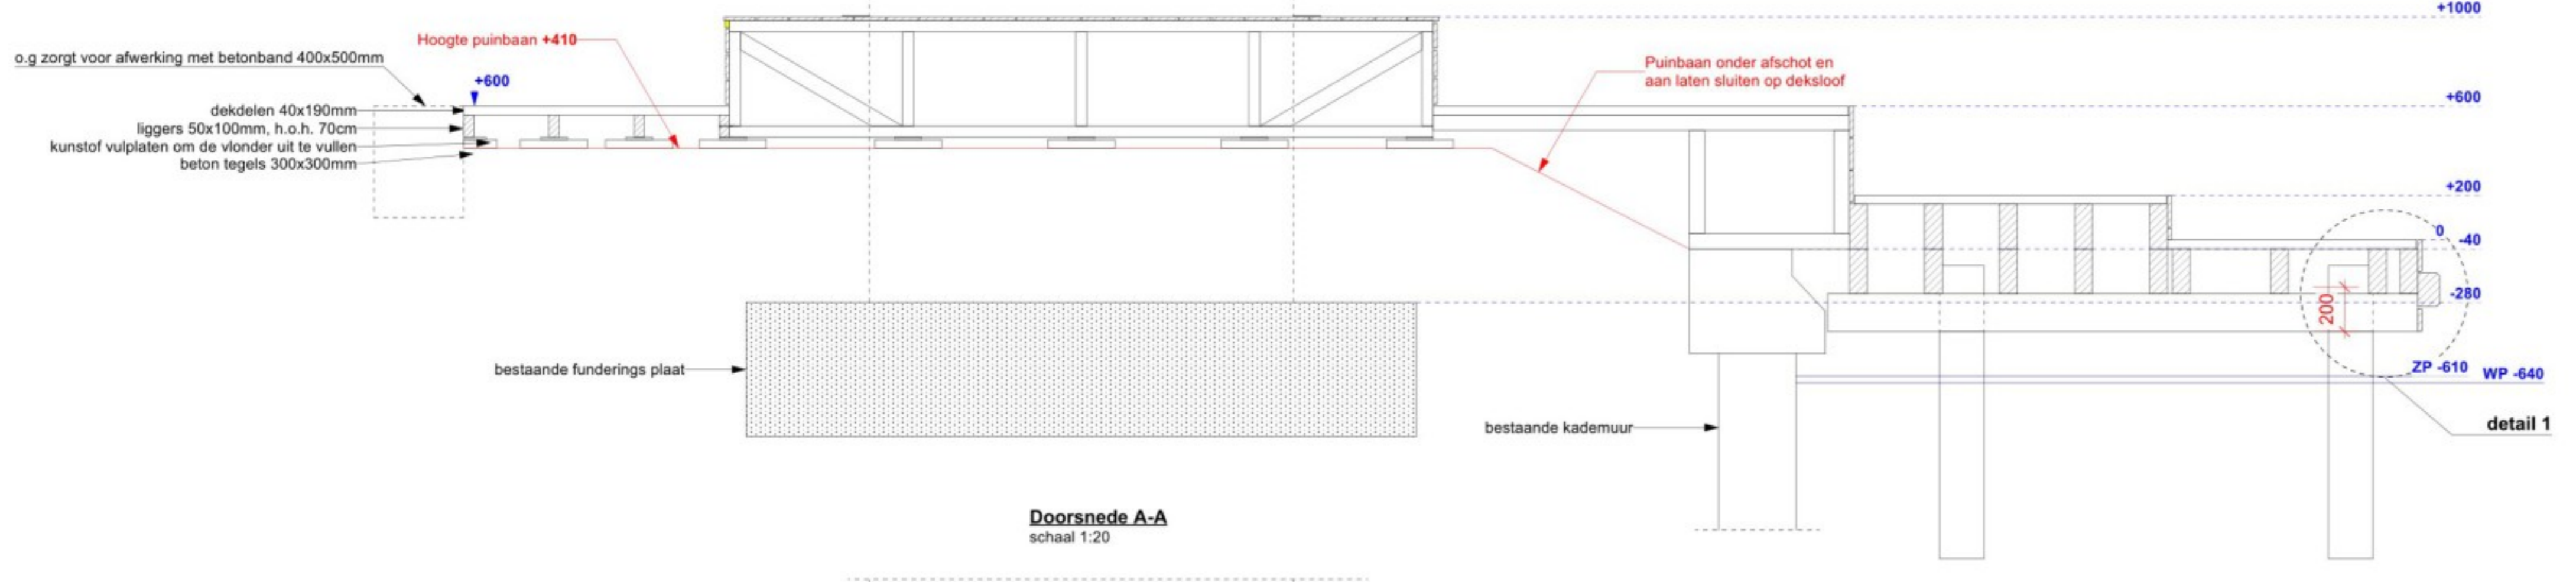 +1000
Hoogte puinbaan +410
o.g zorgt voor afwerking met betonband 400x500mm
Puinbaan onder afschot en
aan laten sluiten op deksloof
+600
+600
dekdelen 40x190mm
liggers 50x100mm, h.o.h. 70cm
kunstof vulplaten om de vlonder uit te vullen
beton tegels 300x300mm
+200
0
-40
-280
200
bestaande funderings plaat
ZP -610
WP -640
detail 1
bestaande kademuur
Doorsnede A-A
schaal 1:20